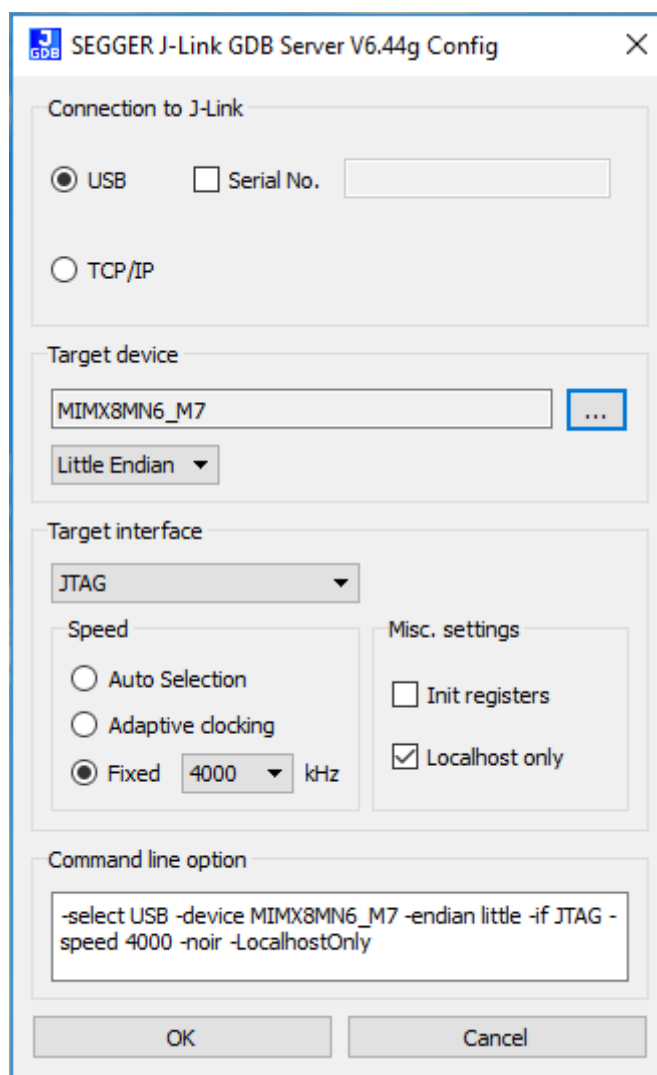 J
GDB
SEGGER J-Link GDB Server V6.44g Config
Connection to J-Link
USB
Serial No.
TCP/IP
Target device
MIMX8MN6_M7
...
Little Endian
Target interface
JTAG
Speed
Auto Selection
Adaptive clocking
Fixed
4000
kHz
Misc. settings
Init registers
Localhost only
Command line option
-select USB -device MIMX8MN6_M7 -endian little -if JTAG -
speed 4000 -noir -LocalhostOnly
OK
Cancel